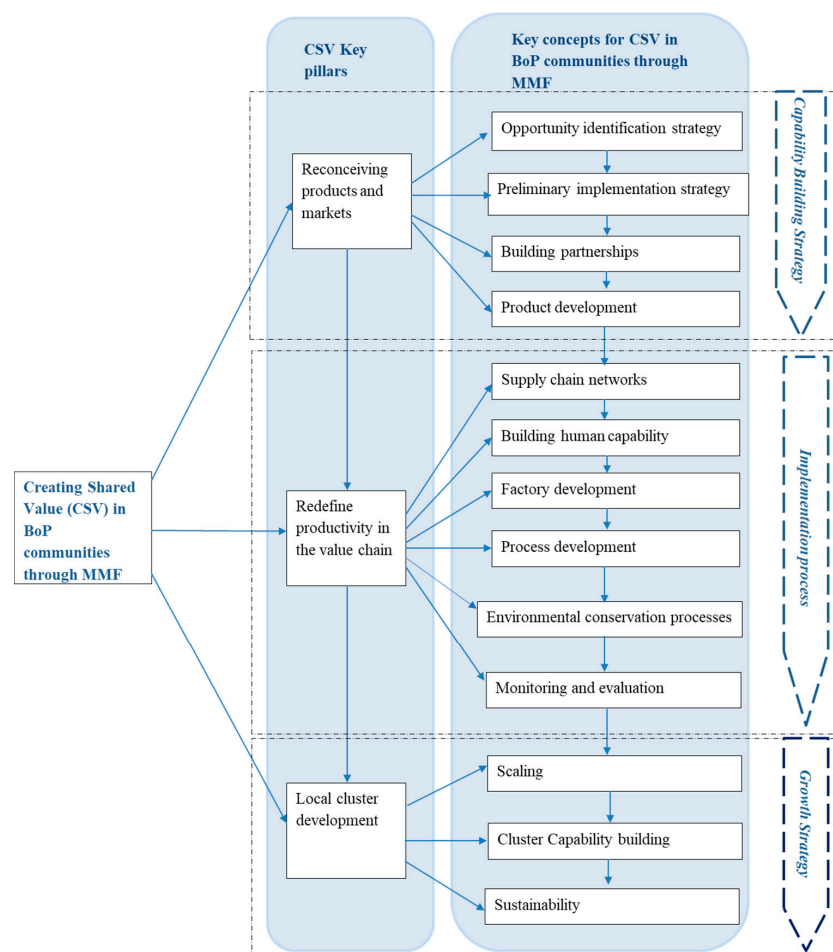 CSV Key
pillars
Key concepts for CSV in
BoP communities through
MMF
Capability Building Strategy
Opportunity identification strategy
Reconceiving
products and
markets
Preliminary implementation strategy
Building partnerships
Product development
Implementation process
Supply chain networks
Building human capability
Creating Shared
Value (CSV) in
BoP
communities
through MMF
Redefine
productivity in
the value chain
Factory development
Process development
Environmental conservation processes
Monitoring and evaluation
Growth Strategy
Scaling
Local cluster
development
Cluster Capability building
Sustainability